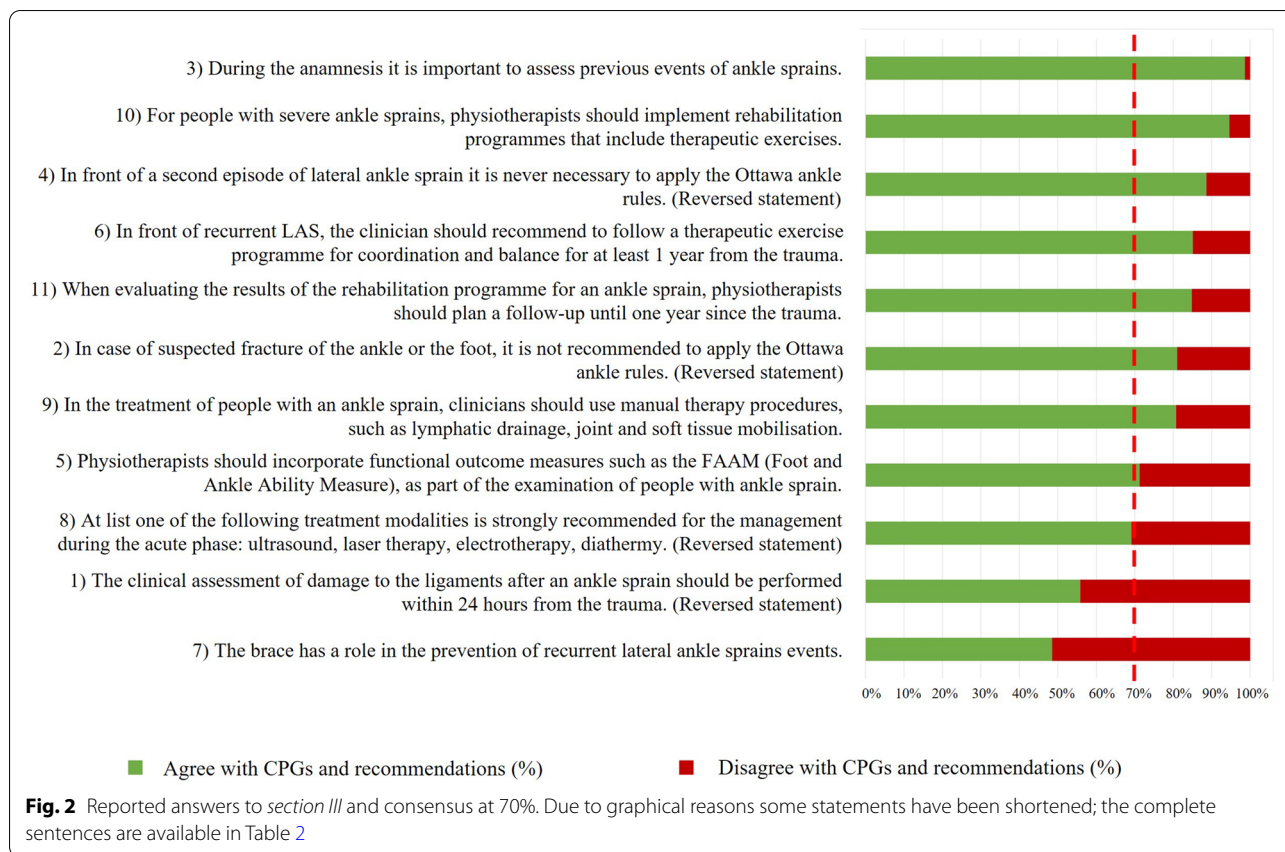 3) During the anamnesis it is important to assess previous events of ankle sprains.
10) For people with severe ankle sprains, physiotherapists should implement rehabilitation
programmes that include therapeutic exercises.
4) In front of a second episode of lateral ankle sprain it is never necessary to apply the Ottawa ankle
rules. (Reversed statement)
6) In front of recurrent LAS, the clinician should recommend to follow a therapeutic exercise
programme for coordination and balance for at least 1 year from the trauma.
11) When evaluating the results of the rehabilitation programme for an ankle sprain, physiotherapists
should plan a follow-up until one year since the trauma.
2) In case of suspected fracture of the ankle or the foot, it is not recommended to apply the Ottawa
ankle rules. (Reversed statement)
9) In the treatment of people with an ankle sprain, clinicians should use manual therapy procedures,
such as lymphatic drainage, joint and soft tissue mobilisation.
5) Physiotherapists should incorporate functional outcome measures such as the FAAM (Foot and
Ankle Ability Measure), as part of the examination of people with ankle sprain.
8) At list one of the following treatment modalities is strongly recommended for the management
during the acute phase: ultrasound, laser therapy, electrotherapy, diathermy. (Reversed statement)
1) The clinical assessment of damage to the ligaments after an ankle sprain should be performed
within 24 hours from the trauma. (Reversed statement)
7) The brace has a role in the prevention of recurrent lateral ankle sprains events.
0% 10% 20% 30% 40% 50% 60% 70% 80% 90% 100%
Agree with CPGs and recommendations (%) Disagree with CPGs and recommendations (%)
Fig. 2 Reported answers to section III and consensus at 70%. Due to graphical reasons some statements have been shortened; the complete
sentences are available in Table 2